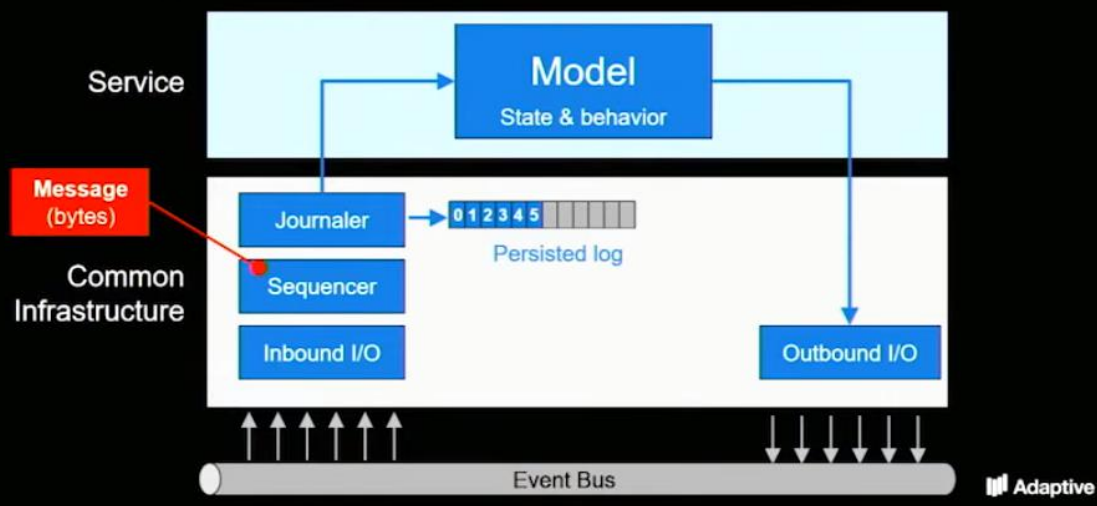 Service
Model
State & behavior
Message
(bytes)
Journaler
0 1 2 3 4 5
Persisted log
Common
Infrastructure
Sequencer
Inbound I/O
Outbound I/O
Event Bus
Adaptive